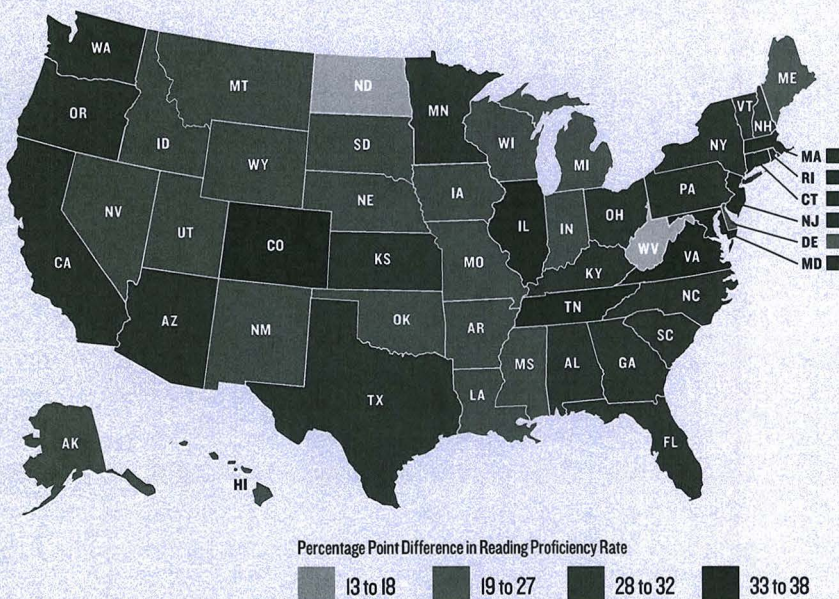 WA
OR
CA
NV
ID
MT
WY
UT
AZ
CO
NM
ND
SD
NE
KS
OK
TX
MN
IA
MO
AR
LA
WI
IL
MI
IN
OH
KY
TN
MS
AL
GA
FL
SC
NC
VA
WV
PA
NY
VT
NH
ME
MA
RI
CT
NJ
DE
MD
AK
HI
Percentage Point Difference in Reading Proficiency Rate
13 to 18 19 to 27 28 to 32 33 to 38